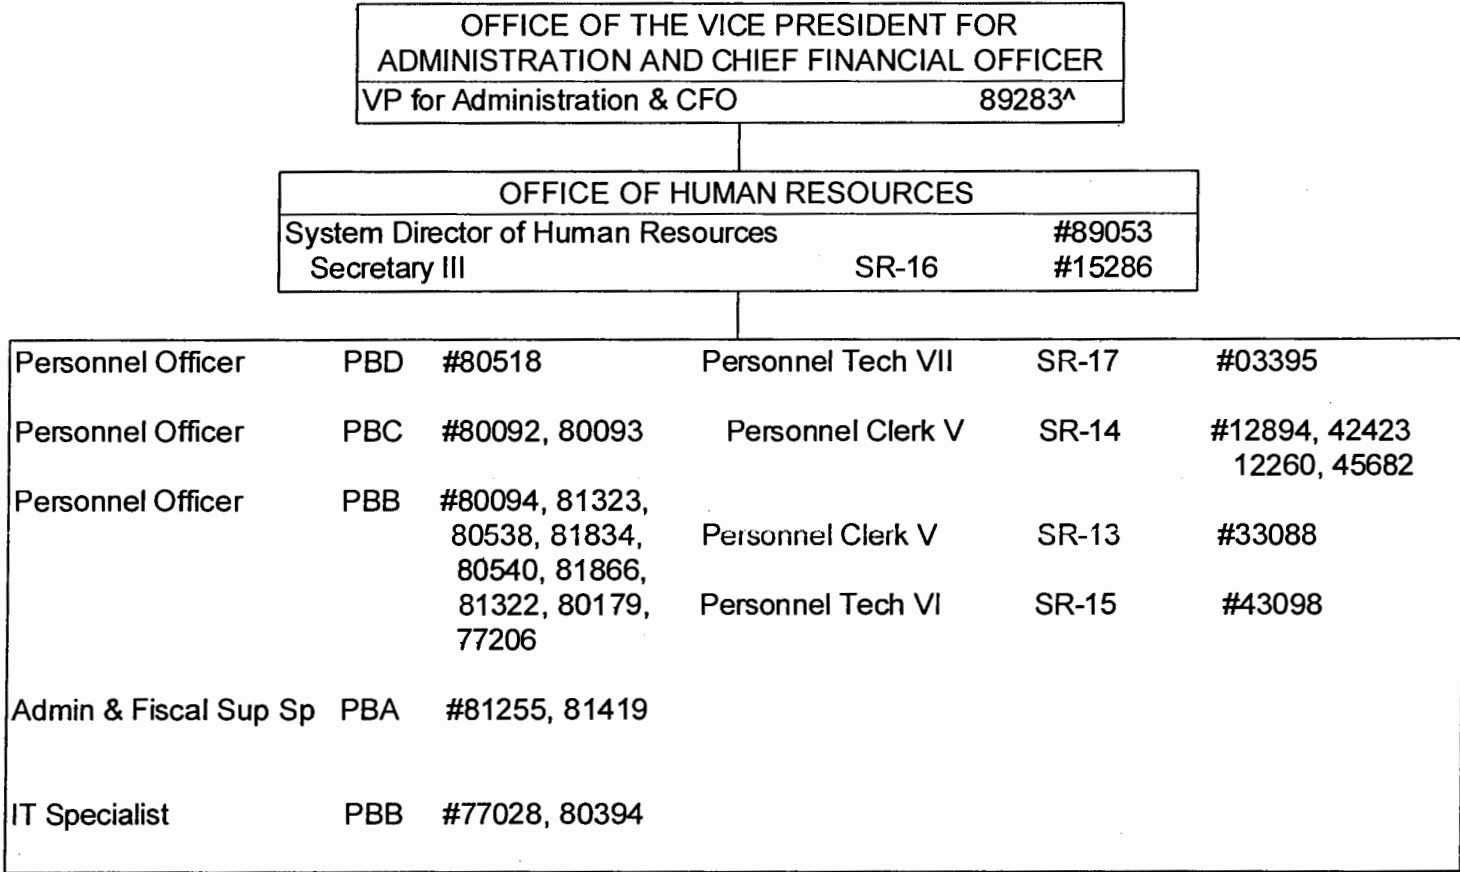 OFFICE OF THE VICE PRESIDENT FOR
ADMINISTRATION AND CHIEF FINANCIAL OFFICER
VP for Administration & CFO 89283^
OFFICE OF HUMAN RESOURCES
System Director of Human Resources #89053
Secretary III SR-16 #15286
Personnel Officer PBD #80518 Personnel Tech VII SR-17 #03395
Personnel Officer PBC #80092, 80093 Personnel Clerk V SR-14 #12894, 42423
12260, 45682
Personnel Officer PBB #80094, 81323,
80538, 81834, Personnel Clerk V SR-13 #33088
80540, 81866,
81322, 80179, Personnel Tech VI SR-15 #43098
77206
Admin & Fiscal Sup Sp PBA #81255, 81419
IT Specialist PBB #77028, 80394